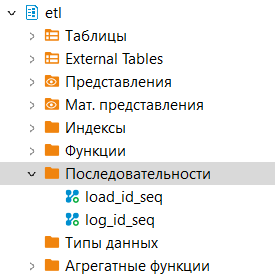 etl
Таблицы
External Tables
Представления
Мат. представления
Индексы
Функции
Последовательности
load_id_seq
log_id_seq
Типы данных
Агрегатные функции